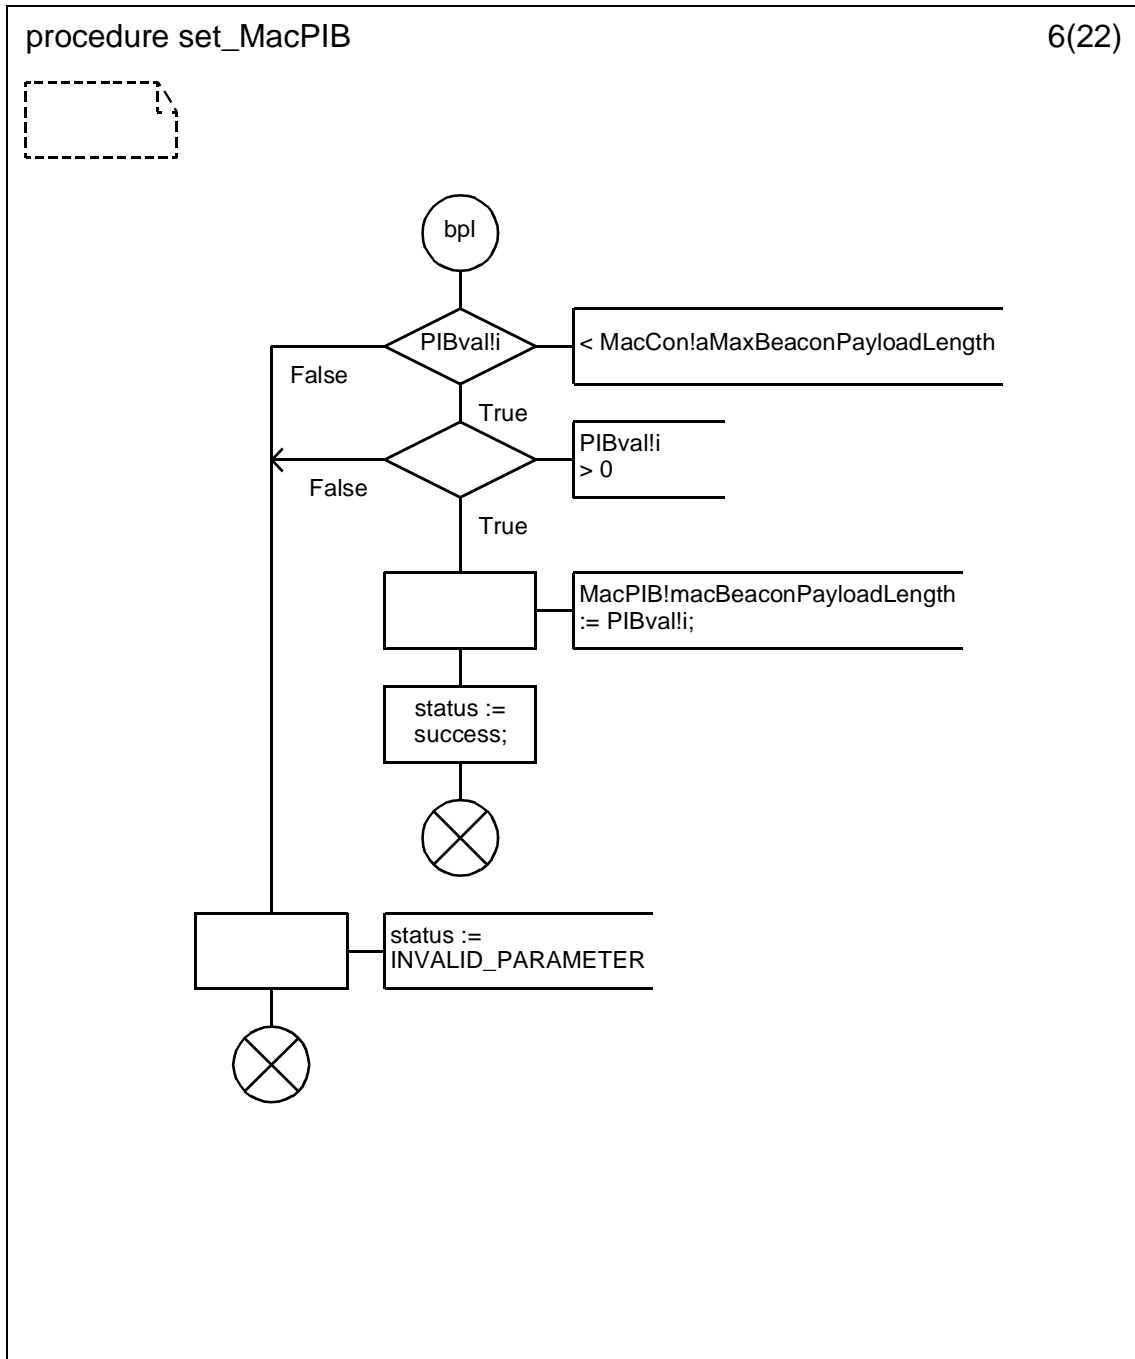 procedure set_MacPIB
6(22)
bpl
PIBval!i
< MacCon!aMaxBeaconPayloadLength
False
True
PIBval!i
> 0
False
True
MacPIB!macBeaconPayloadLength
:= PIBval!i;
status :=
success;
status :=
INVALID_PARAMETER